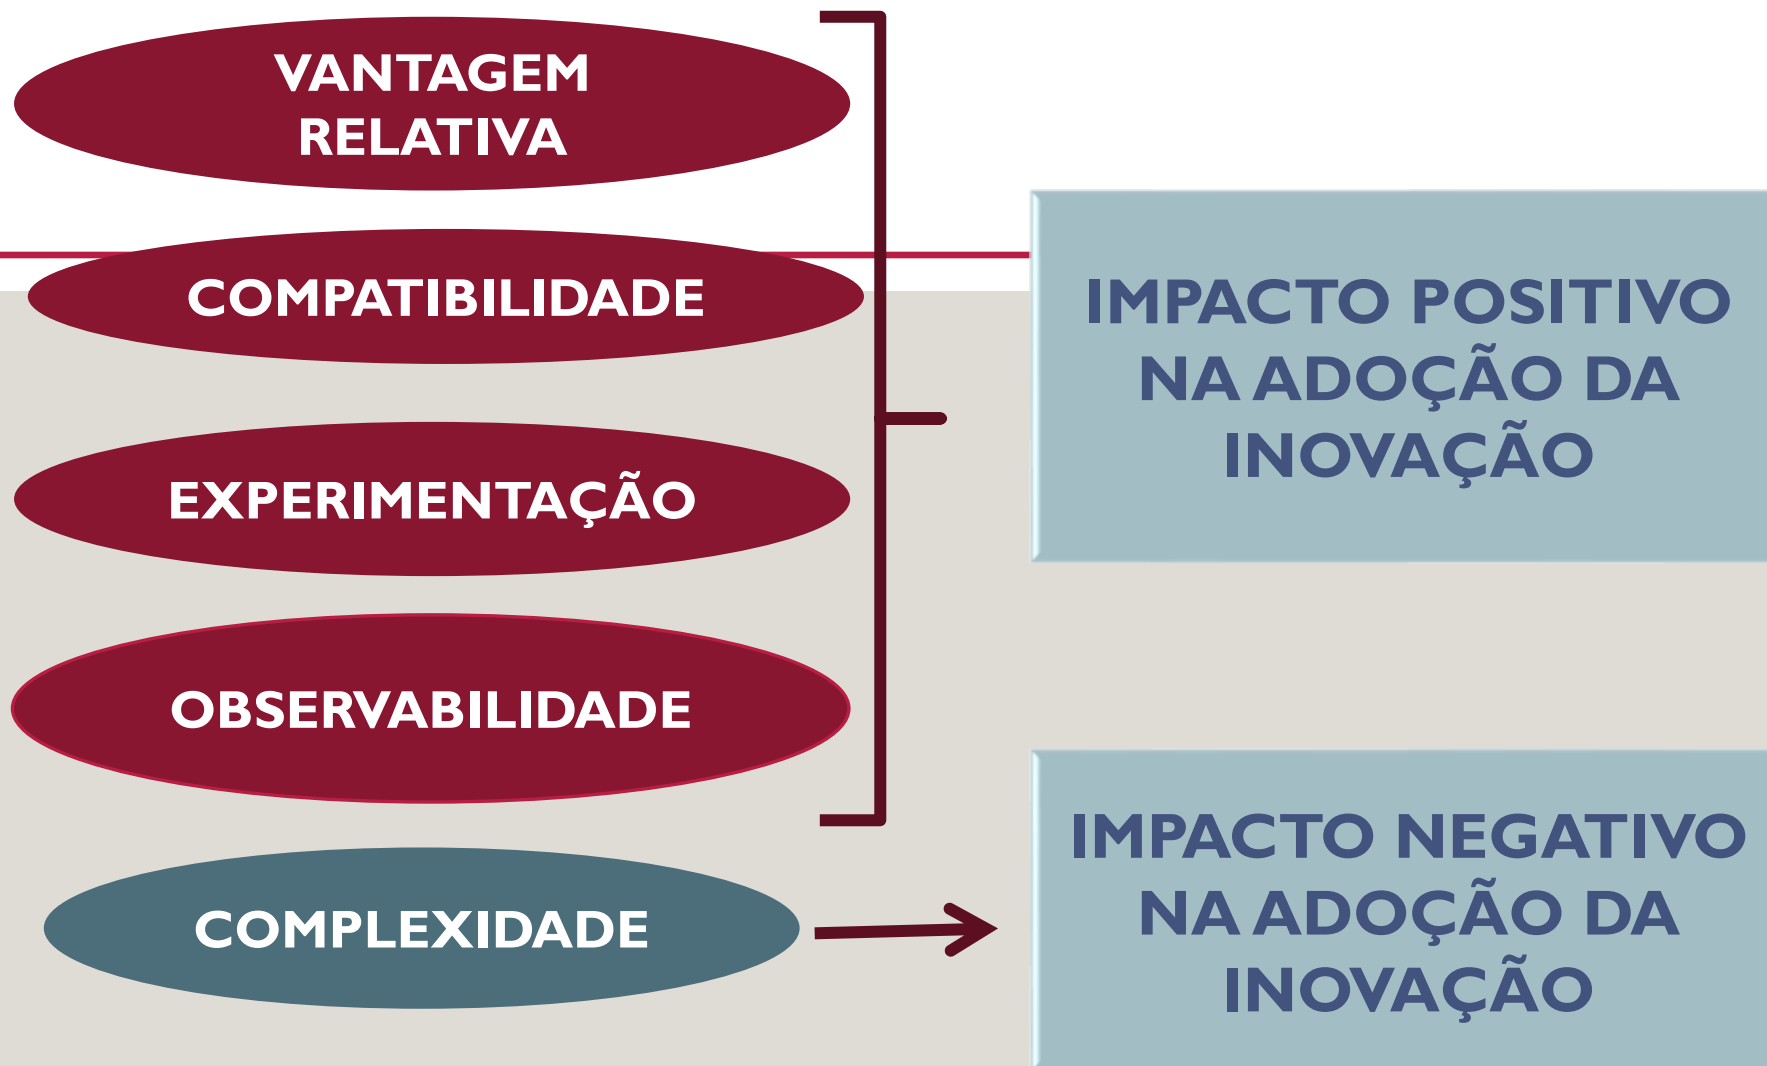 VANTAGEM
RELATIVA
COMPATIBILIDADE
EXPERIMENTAÇÃO
OBSERVABILIDADE
COMPLEXIDADE
IMPACTO POSITIVO
NA ADOÇÃO DA
INOVAÇÃO
IMPACTO NEGATIVO
NA ADOÇÃO DA
INOVAÇÃO